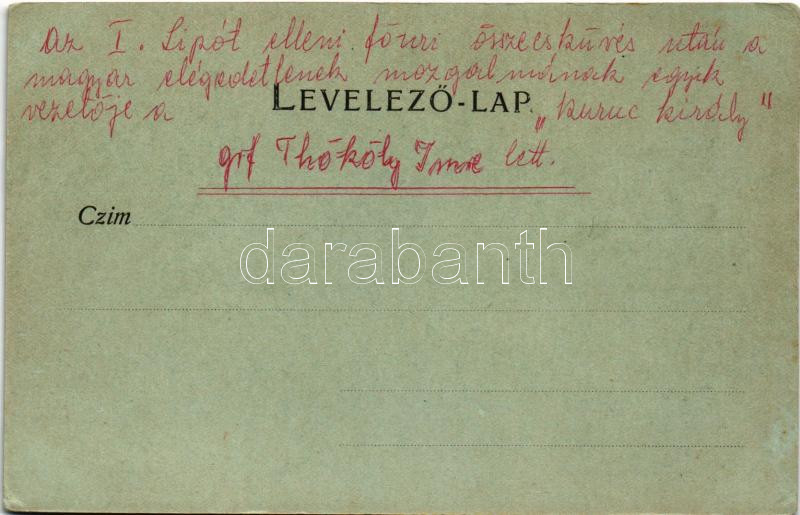 Az I. Lipót elleni főúri összeesküvés után a
magyar elégedetlenek mozgalmának egyik
vezetője a „kuruc király"
LEVELEZŐ-LAP.
gróf Thököly Imre lett.
Czim
darabanth